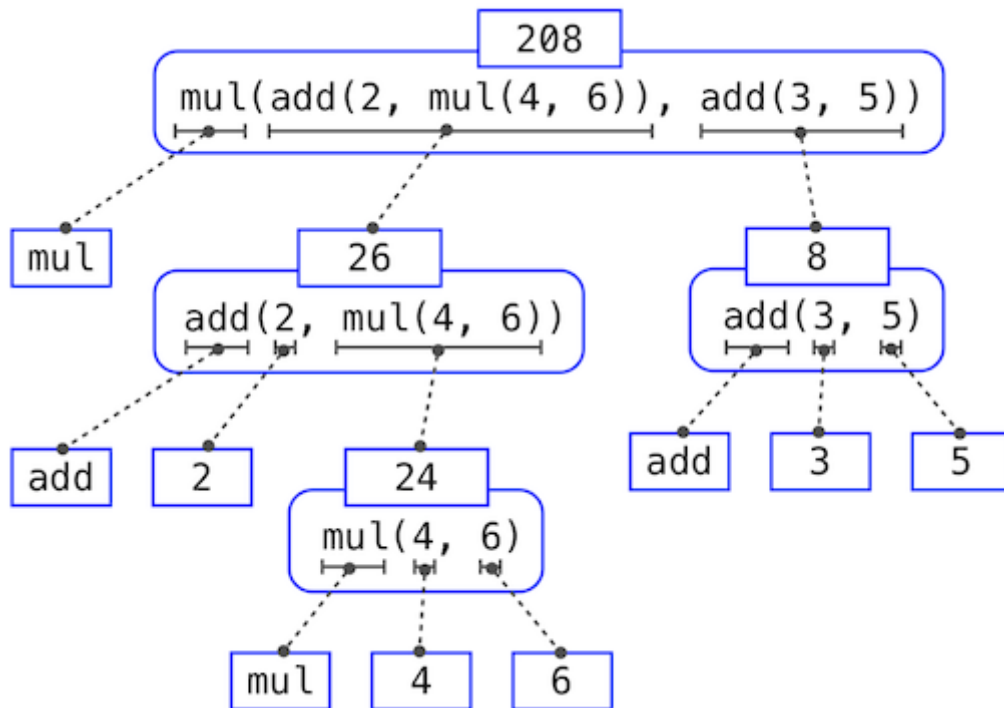 208
mul(add(2, mul(4, 6)), add(3, 5))
mul
26
8
add(2, mul(4, 6))
add(3, 5)
add
2
24
add
3
5
mul(4, 6)
mul
4
6